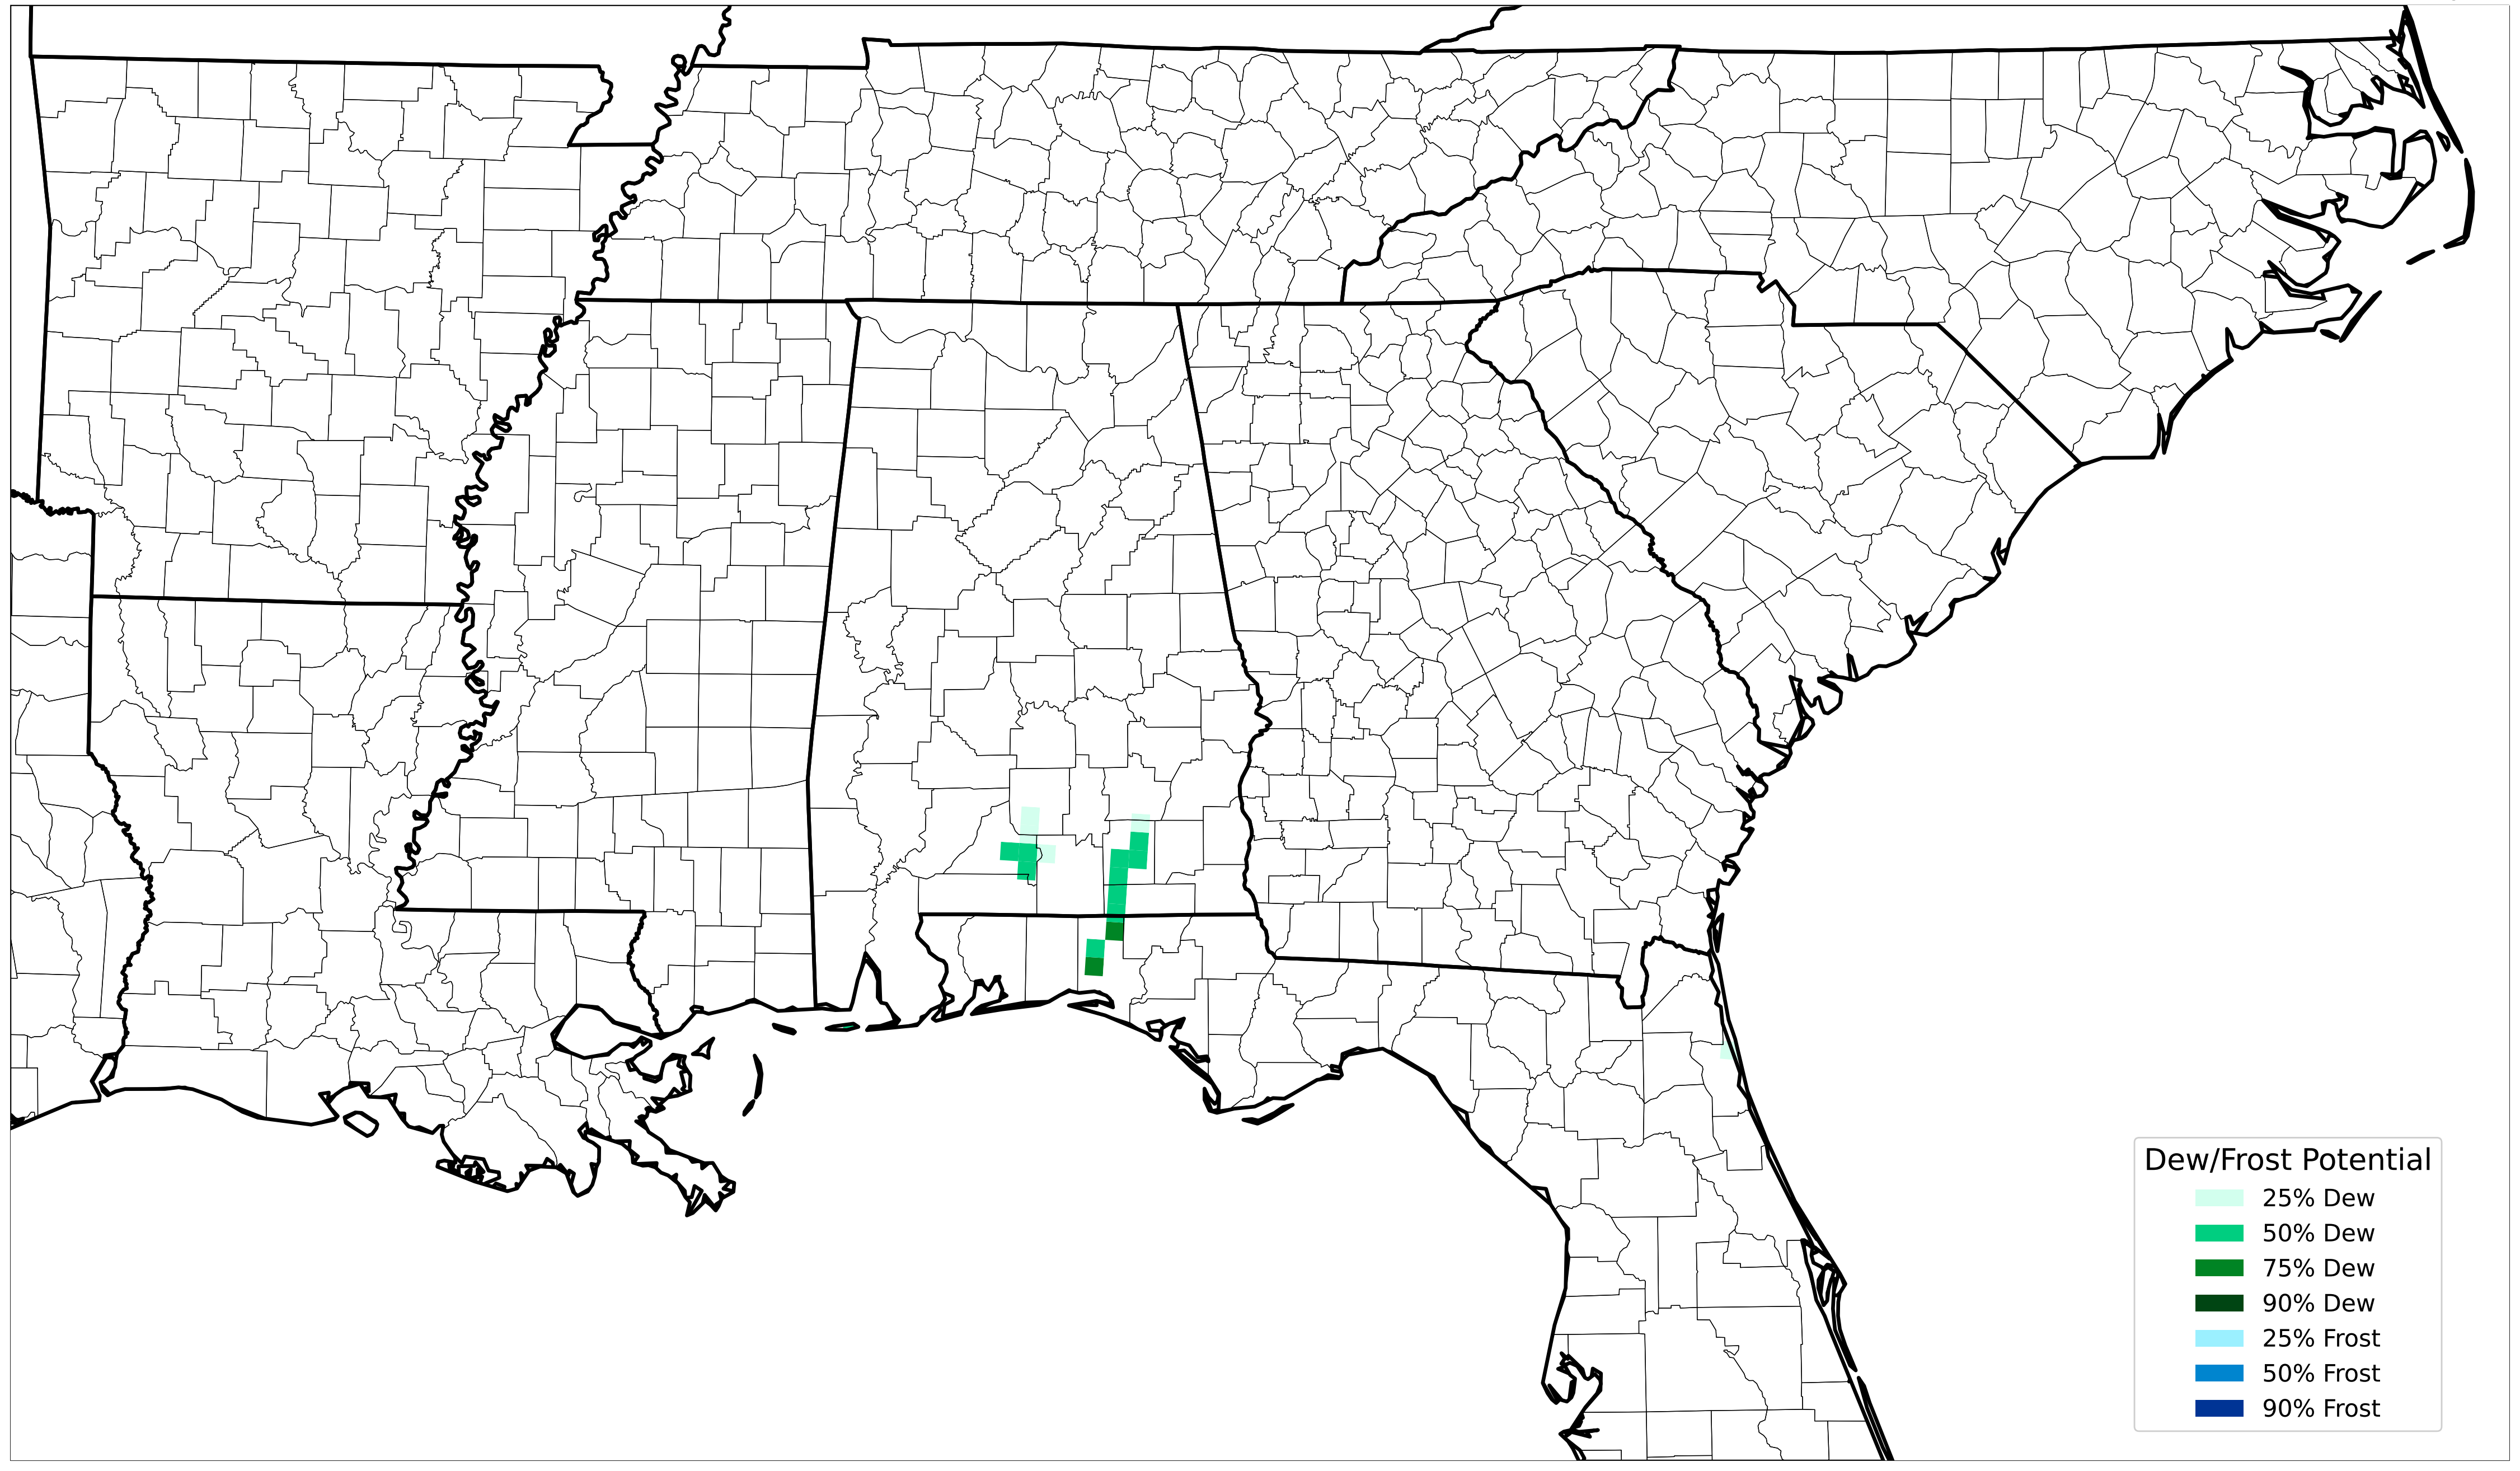 Dew/Frost Potential
25% Dew
50% Dew
75% Dew
90% Dew
25% Frost
50% Frost
90% Frost